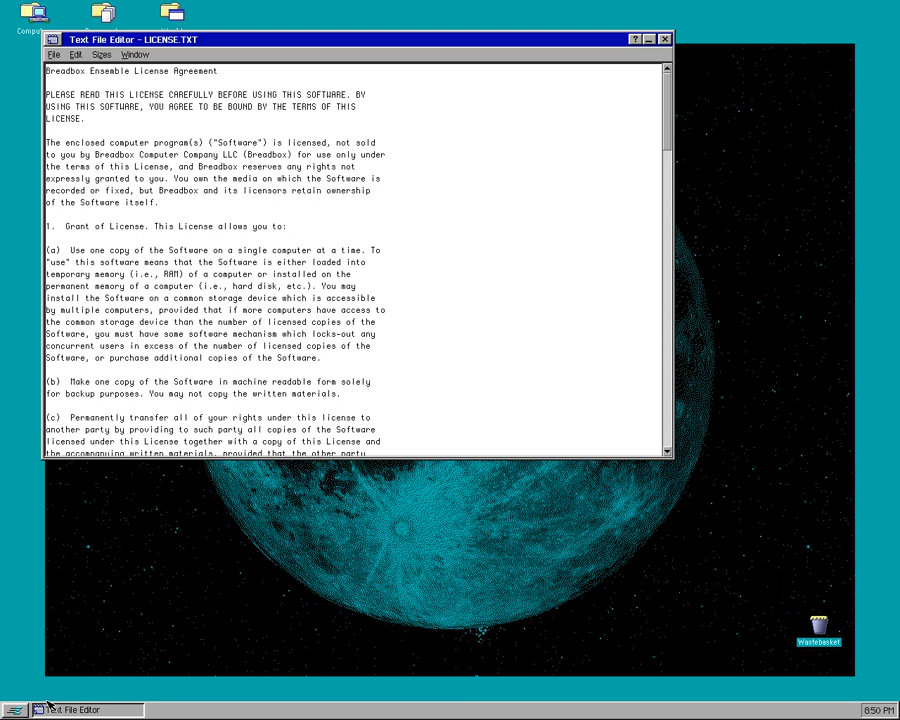 Text File Editor - LICENSE.TXT
File Edit Sizes Window
Breadbox Ensemble License Agreement
PLEASE READ THIS LICENSE CAREFULLY BEFORE USING THIS SOFTWARE. BY
USING THIS SOFTWARE, YOU AGREE TO BE BOUND BY THE TERMS OF THIS
LICENSE.
The enclosed computer program(s) ("Software") is licensed, not sold
to you by Breadbox Computer Company LLC (Breadbox) for use only under
the terms of this License, and Breadbox reserves any rights not
expressly granted to you. You own the media on which the Software is
recorded or fixed, but Breadbox and its licensors retain ownership
of the Software itself.
1.  Grant of License. This License allows you to:
(a)  Use one copy of the Software on a single computer at a time. To
"use" this software means that the Software is either loaded into
temporary memory (i.e., RAM) of a computer or installed on the
permanent memory of a computer (i.e., hard disk, etc.). You may
install the Software on a common storage device which is accessible
by multiple computers, provided that if more computers have access to
the common storage device than the number of licensed copies of the
Software, you must have some software mechanism which locks-out any
concurrent users in excess of the number of licensed copies of the
Software, or purchase additional copies of the Software.
(b)  Make one copy of the Software in machine readable form solely
for backup purposes. You may not copy the written materials.
(c)  Permanently transfer all of your rights under this license to
another party by providing to such party all copies of the Software
licensed under this License together with a copy of this License and
the accompanying written materials, provided that the other party
Wastebasket
Text File Editor
8:50 PM